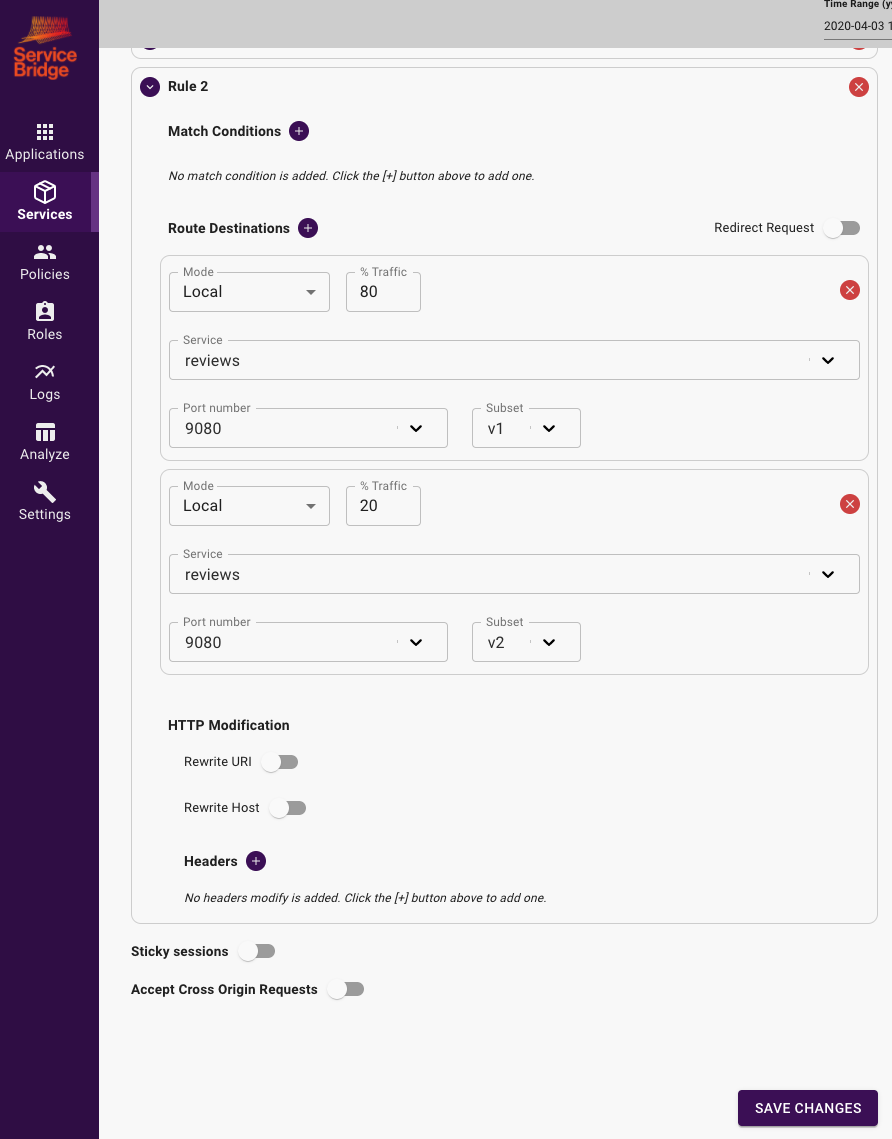 Time Range (y
2020-04-03 1
Service
Bridge
Applications
Services
Policies
Roles
Logs
Analyze
Settings
Rule 2
Match Conditions
No match condition is added. Click the [+] button above to add one.
Route Destinations
Redirect Request
Mode
% Traffic
Local
80
Service
reviews
Port number
Subset
9080
v1
Mode
% Traffic
Local
20
Service
reviews
Port number
Subset
9080
v2
HTTP Modification
Rewrite URI
Rewrite Host
Headers
No headers modify is added. Click the [+] button above to add one.
Sticky sessions
Accept Cross Origin Requests
SAVE CHANGES